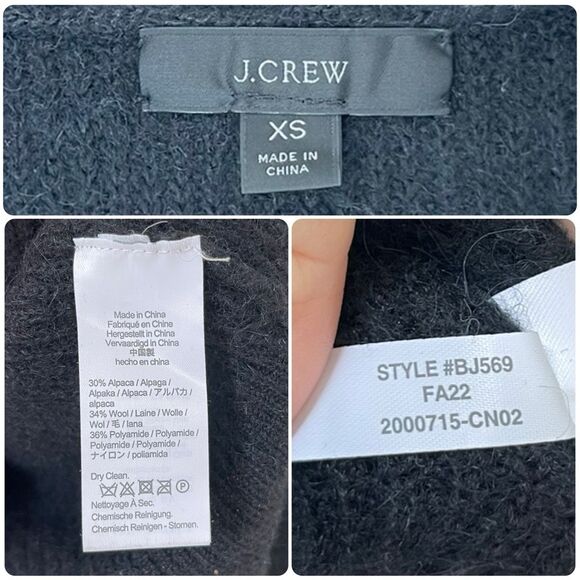 J.CREW
XS
MADE IN
CHINA
Made in China
Fabriqué en Chine
Hergestellt in China
Vervaardigd in China
中国製
hecho en china
30% Alpaca / Alpaga /
Alpaka / Alpaca / アルパカ /
alpaca
34% Wool / Laine / Wolle /
Wol / 毛 / lana
36% Polyamide / Polyamide /
Polyamide / Polyamide /
ナイロン / poliamida
Dry Clean.
Nettoyage À Sec.
Chemische Reinigung.
Chemisch Reinigen - Stomen.
STYLE #BJ569
FA22
2000715-CN02